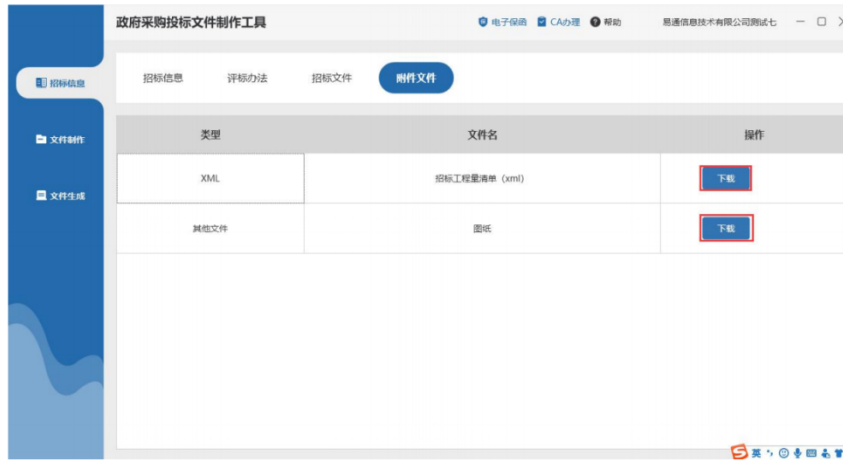 政府采购投标文件制作工具 电子保函 CA办理 帮助 易通信息技术有限公司测试七
招标信息 招标信息 评标办法 招标文件 附件文件
文件制作 类型 文件名 操作
XML 招标工程量清单（xml） 下载
文件生成
其他文件 图纸 下载
英